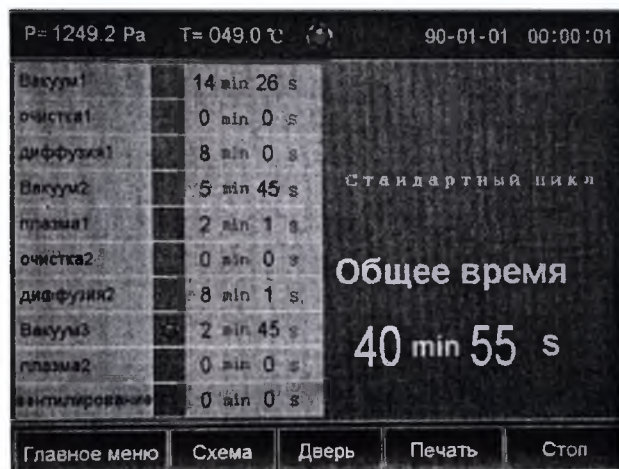 P= 1249.2 Pa T= 049.0 ℃ 90-01-01 00:00:01
Вакуум1 14 min 26 s
очистка1 0 min 0 s
диффузия1 8 min 0 s
Вакуум2 5 min 45 s
плазма1 2 min 1 s
очистка2 0 min 0 s
диффузия2 8 min 1 s
Вакуум3 2 min 45 s
плазма2 0 min 0 s
вентилирование 0 min 0 s
Стандартный цикл
Общее время
40 min 55 s
Главное меню Схема Дверь Печать Стоп